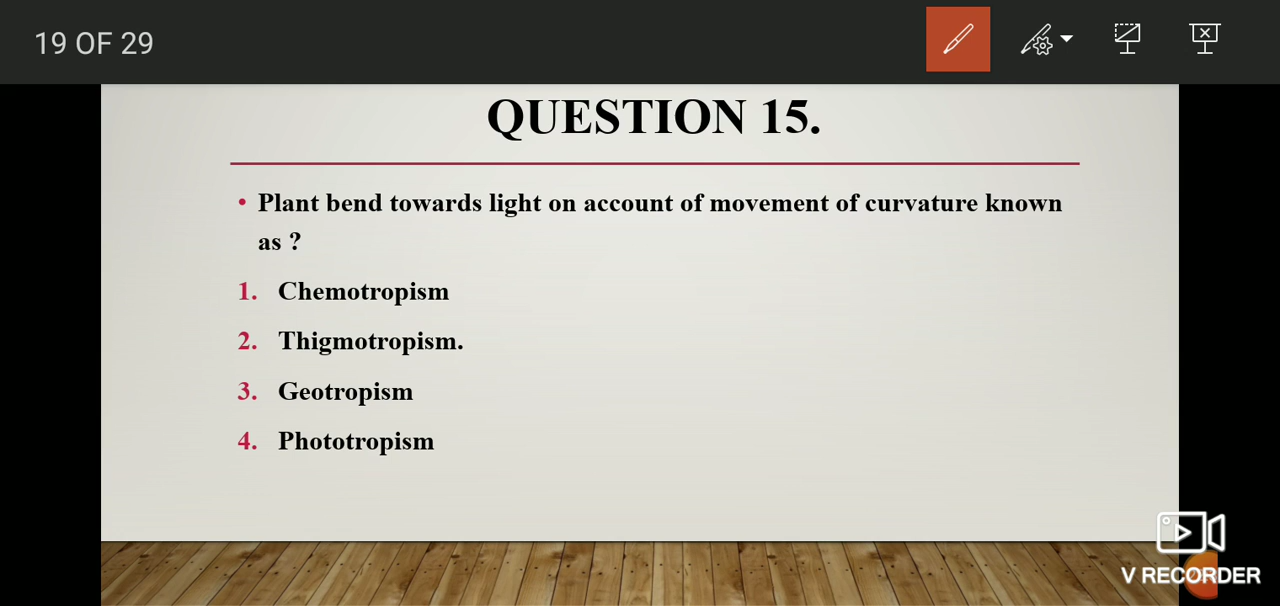 19 OF 29
QUESTION 15.
• Plant bend towards light on account of movement of curvature known
as ?
1. Chemotropism
2. Thigmotropism.
3. Geotropism
4. Phototropism
V RECORDER